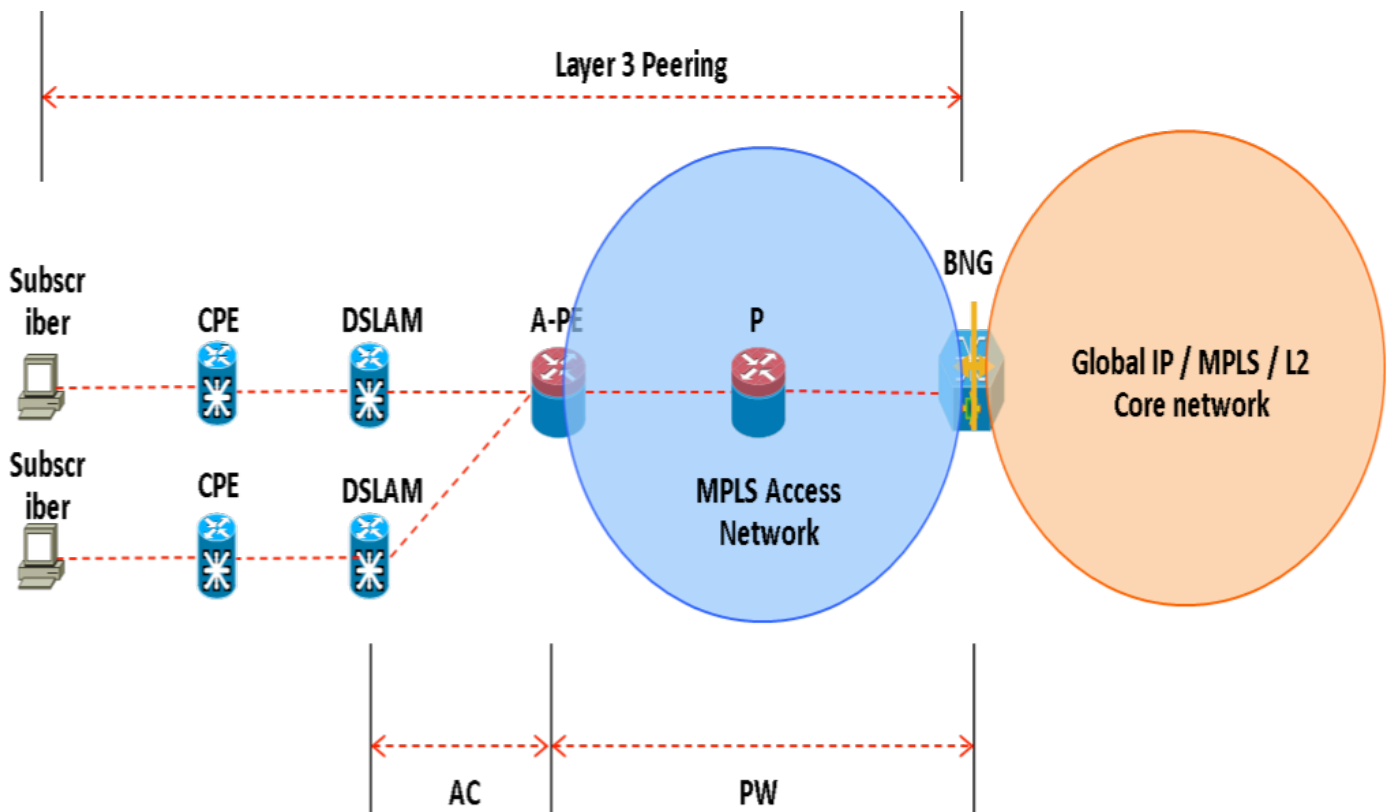 Layer 3 Peering
BNG
Subscr
iber
CPE
DSLAM
A-PE
P
Global IP / MPLS / L2
Core network
Subscr
iber
CPE
DSLAM
MPLS Access
Network
AC
PW